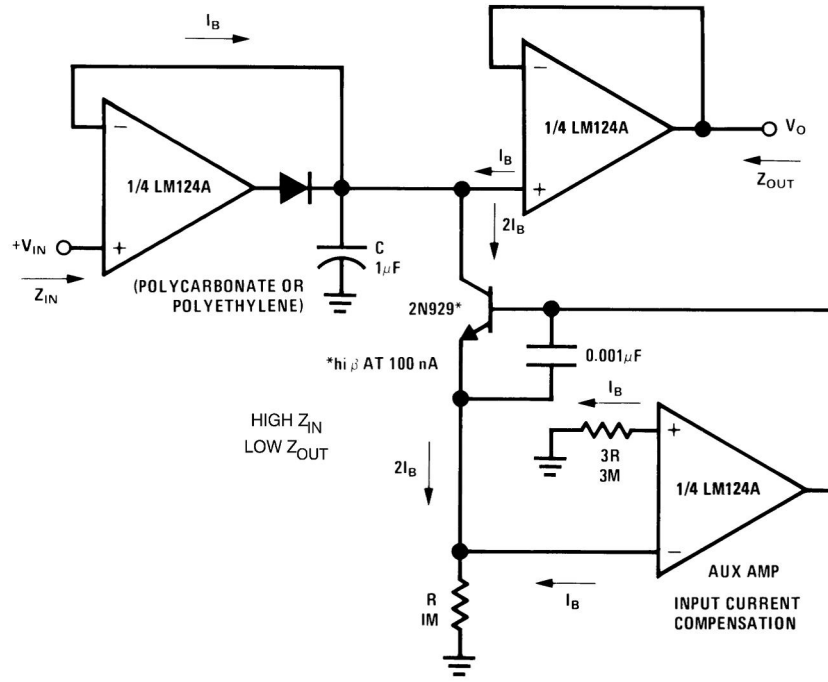 I_B
−
1/4 LM124A
+
+V_IN
Z_IN
C
1μF
(POLYCARBONATE OR
POLYETHYLENE)
−
1/4 LM124A
+
I_B
V_O
Z_OUT
2I_B
2N929*
*hi β AT 100 nA
0.001μF
HIGH Z_IN
LOW Z_OUT
2I_B
I_B
3R
3M
+
1/4 LM124A
−
AUX AMP
INPUT CURRENT
COMPENSATION
I_B
R
1M